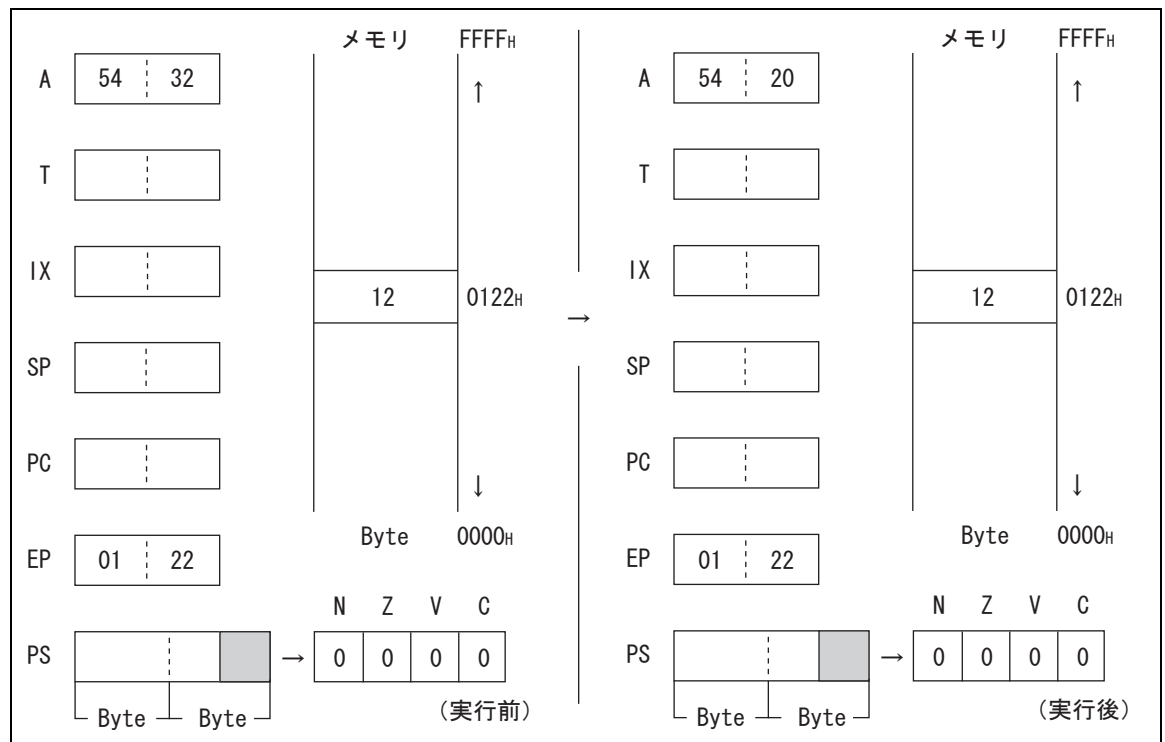 メモリ FFFFH
A 54 32 ↑
T
IX
12 0122H
SP
PC
↓
Byte 0000H
EP 01 22
N Z V C
PS → 0 0 0 0
Byte Byte (実行前)
→
メモリ FFFFH
A 54 20 ↑
T
IX
12 0122H
SP
PC
↓
Byte 0000H
EP 01 22
N Z V C
PS → 0 0 0 0
Byte Byte (実行後)